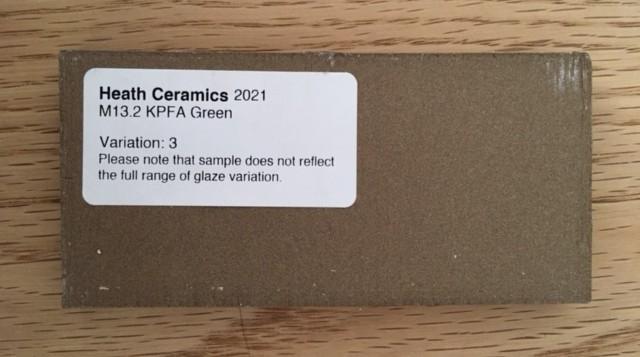 Heath Ceramics 2021
M13.2 KPFA Green
Variation: 3
Please note that sample does not reflect
the full range of glaze variation.